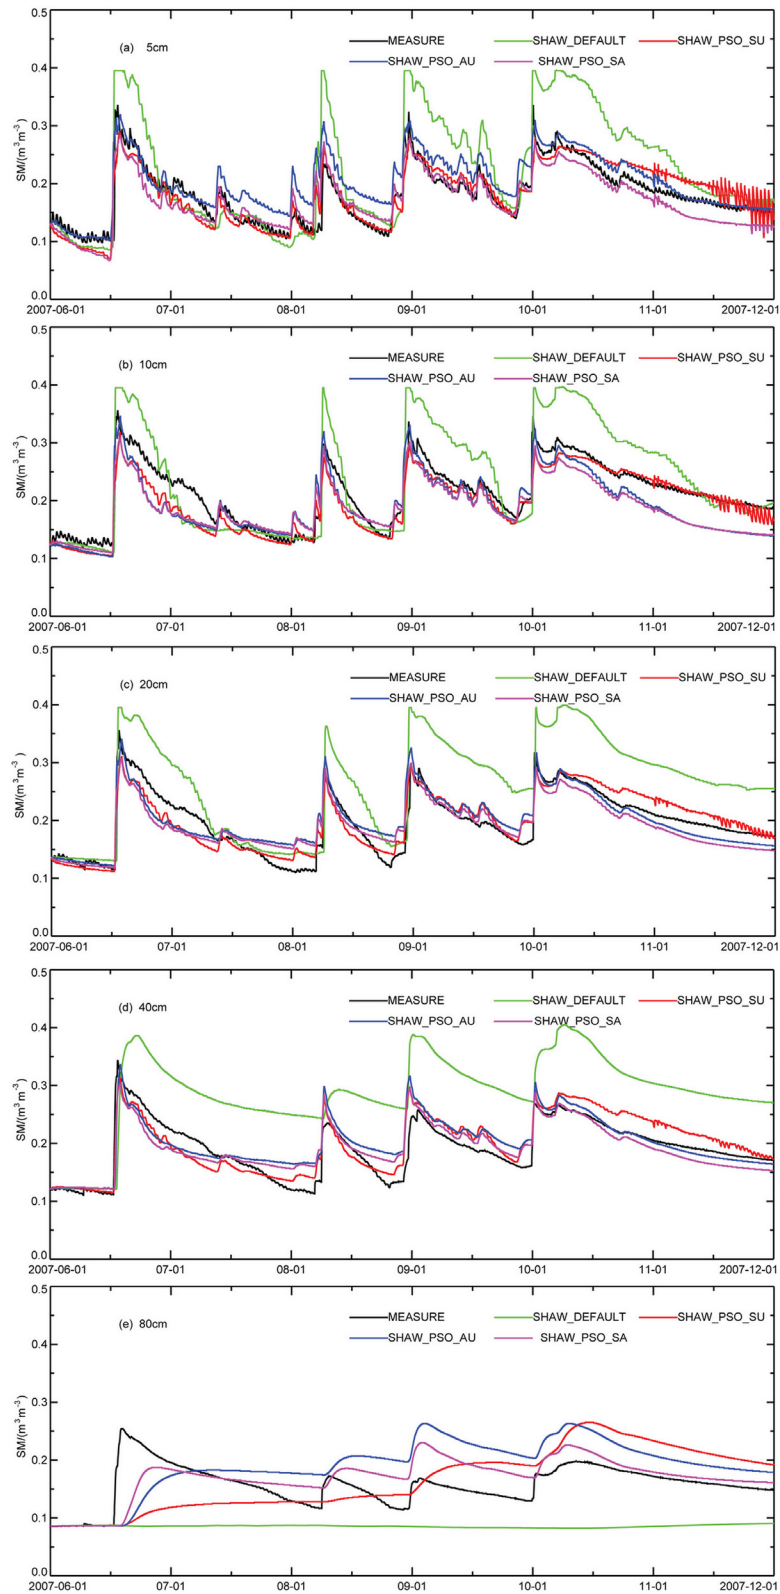 0.5
(a) 5cm
MEASURE SHAW_DEFAULT SHAW_PSO_SU
SHAW_PSO_AU SHAW_PSO_SA
0.4
0.3
SM/(m³m⁻³)
0.2
0.1
0.0
2007-06-01 07-01 08-01 09-01 10-01 11-01 2007-12-01
0.5
(b) 10cm
MEASURE SHAW_DEFAULT SHAW_PSO_SU
SHAW_PSO_AU SHAW_PSO_SA
0.4
0.3
SM/(m³m⁻³)
0.2
0.1
0.0
2007-06-01 07-01 08-01 09-01 10-01 11-01 2007-12-01
0.5
(c) 20cm
MEASURE SHAW_DEFAULT SHAW_PSO_SU
SHAW_PSO_AU SHAW_PSO_SA
0.4
0.3
SM/(m³m⁻³)
0.2
0.1
0.0
2007-06-01 07-01 08-01 09-01 10-01 11-01 2007-12-01
0.5
(d) 40cm
MEASURE SHAW_DEFAULT SHAW_PSO_SU
SHAW_PSO_AU SHAW_PSO_SA
0.4
0.3
SM/(m³m⁻³)
0.2
0.1
0.0
2007-06-01 07-01 08-01 09-01 10-01 11-01 2007-12-01
0.5
(e) 80cm
MEASURE SHAW_DEFAULT SHAW_PSO_SU
SHAW_PSO_AU SHAW_PSO_SA
0.4
0.3
SM/(m³m⁻³)
0.2
0.1
0.0
2007-06-01 07-01 08-01 09-01 10-01 11-01 2007-12-01